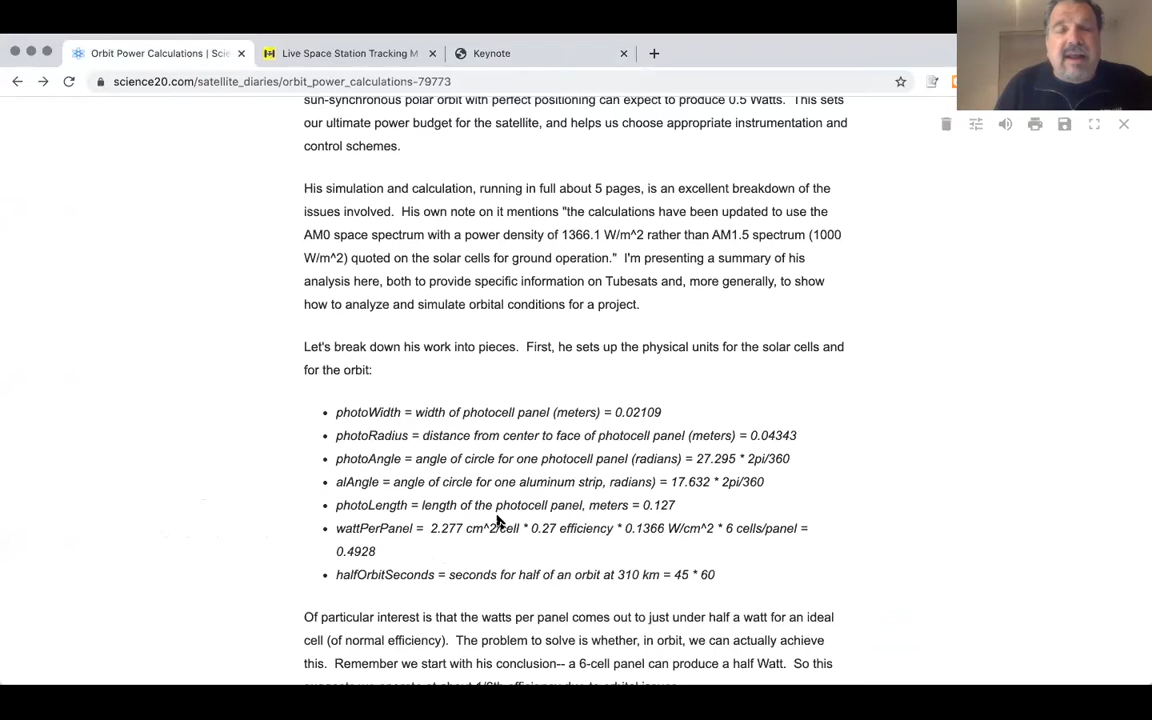 Orbit Power Calculations | Scie
Live Space Station Tracking M
Keynote
science20.com/satellite_diaries/orbit_power_calculations-79773
sun-synchronous polar orbit with perfect positioning can expect to produce 0.5 Watts. This sets
our ultimate power budget for the satellite, and helps us choose appropriate instrumentation and
control schemes.
His simulation and calculation, running in full about 5 pages, is an excellent breakdown of the
issues involved. His own note on it mentions "the calculations have been updated to use the
AM0 space spectrum with a power density of 1366.1 W/m^2 rather than AM1.5 spectrum (1000
W/m^2) quoted on the solar cells for ground operation." I'm presenting a summary of his
analysis here, both to provide specific information on Tubesats and, more generally, to show
how to analyze and simulate orbital conditions for a project.
Let's break down his work into pieces. First, he sets up the physical units for the solar cells and
for the orbit:
• photoWidth = width of photocell panel (meters) = 0.02109
• photoRadius = distance from center to face of photocell panel (meters) = 0.04343
• photoAngle = angle of circle for one photocell panel (radians) = 27.295 * 2pi/360
• alAngle = angle of circle for one aluminum strip, radians) = 17.632 * 2pi/360
• photoLength = length of the photocell panel, meters = 0.127
• wattPerPanel = 2.277 cm^2/cell * 0.27 efficiency * 0.1366 W/cm^2 * 6 cells/panel =
0.4928
• halfOrbitSeconds = seconds for half of an orbit at 310 km = 45 * 60
Of particular interest is that the watts per panel comes out to just under half a watt for an ideal
cell (of normal efficiency). The problem to solve is whether, in orbit, we can actually achieve
this. Remember we start with his conclusion-- a 6-cell panel can produce a half Watt. So this